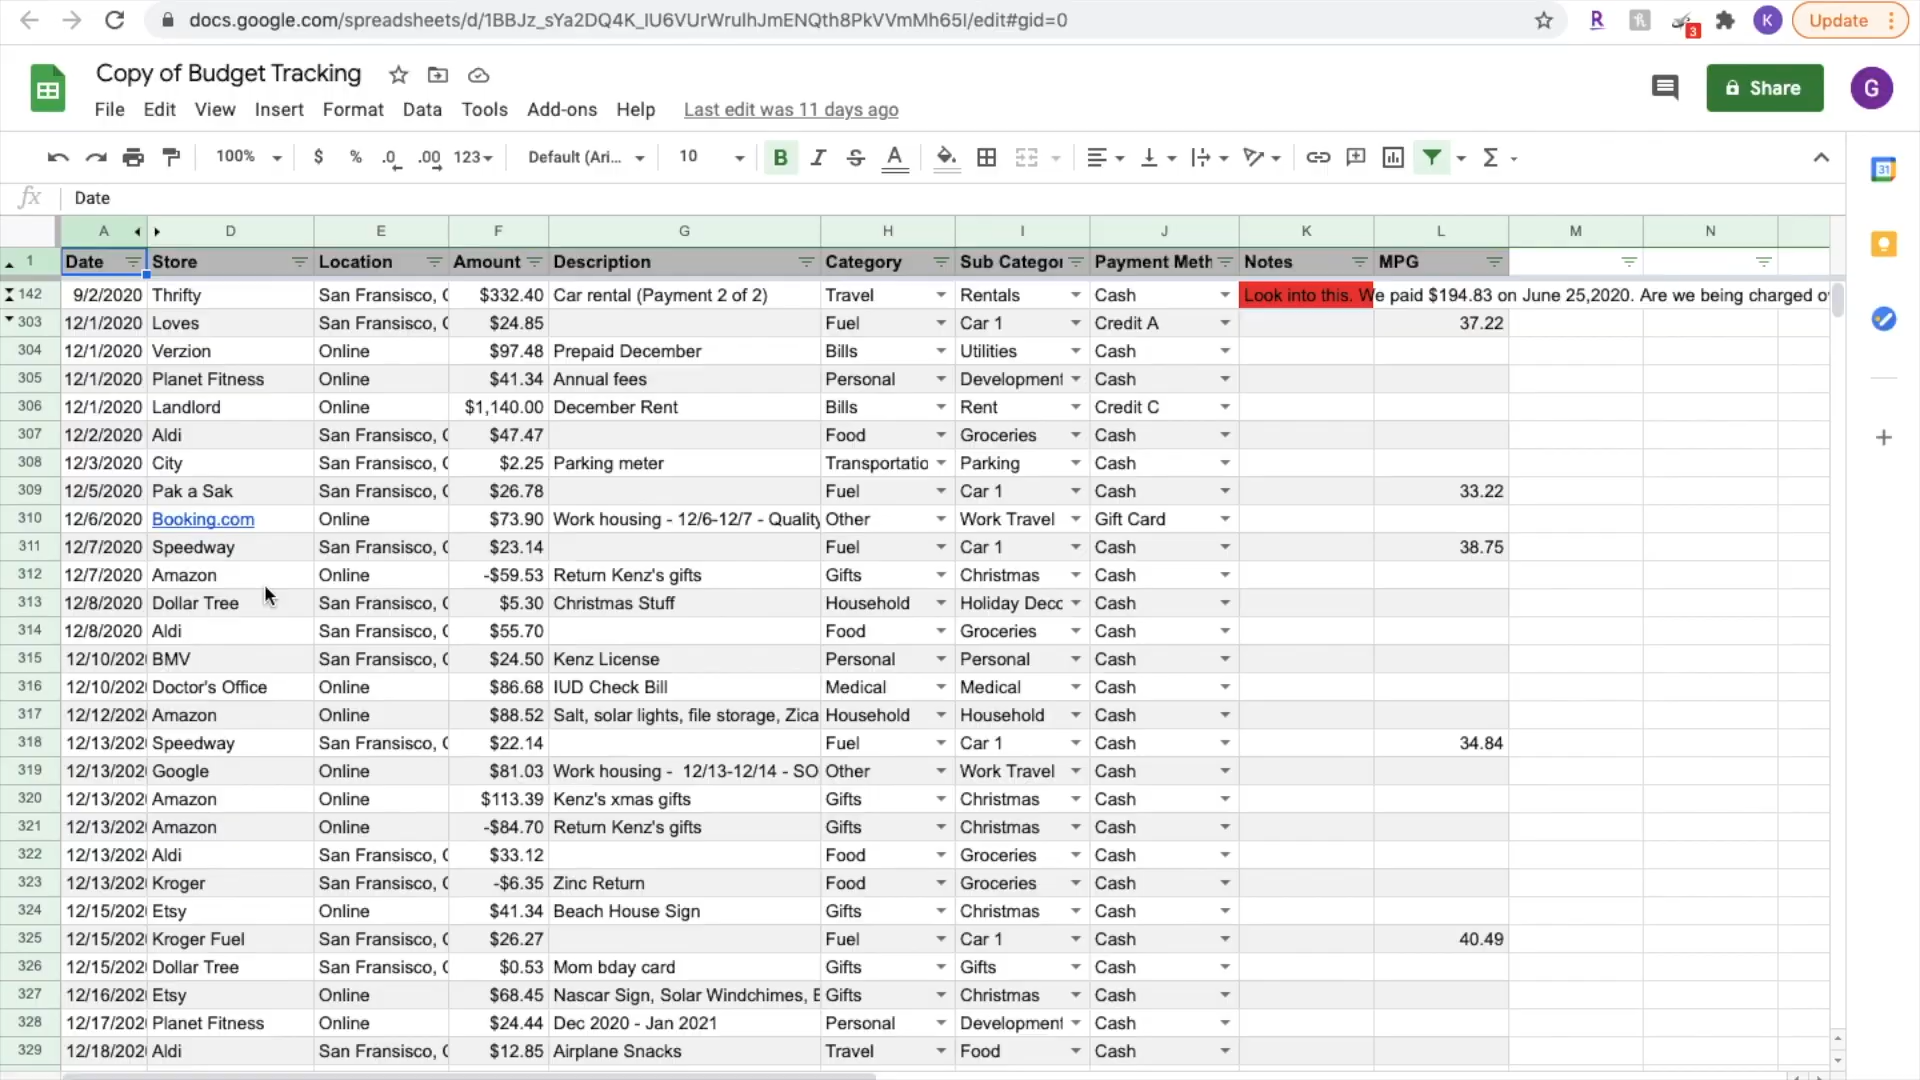 docs.google.com/spreadsheets/d/1BBJz_sYa2DQ4K_IU6VUrWruIhJmENQth8PkVVmMh65I/edit#gid=0
3
K
Update
Copy of Budget Tracking
File Edit View Insert Format Data Tools Add-ons Help Last edit was 11 days ago
Share
G
100% $ % .0 .00 123 Default (Ari... 10 B I S A
31
fx Date
A D E F G H I J K L M N
1 Date Store Location Amount Description Category Sub Categor Payment Meth Notes MPG
142 9/2/2020 Thrifty San Fransisco, C $332.40 Car rental (Payment 2 of 2) Travel Rentals Cash Look into this. We paid $194.83 on June 25,2020. Are we being charged ov
303 12/1/2020 Loves San Fransisco, C $24.85 Fuel Car 1 Credit A 37.22
304 12/1/2020 Verzion Online $97.48 Prepaid December Bills Utilities Cash
305 12/1/2020 Planet Fitness Online $41.34 Annual fees Personal Development Cash
306 12/1/2020 Landlord Online $1,140.00 December Rent Bills Rent Credit C
307 12/2/2020 Aldi San Fransisco, C $47.47 Food Groceries Cash
308 12/3/2020 City San Fransisco, C $2.25 Parking meter Transportatio Parking Cash
309 12/5/2020 Pak a Sak San Fransisco, C $26.78 Fuel Car 1 Cash 33.22
310 12/6/2020 Booking.com Online $73.90 Work housing - 12/6-12/7 - Quality Other Work Travel Gift Card
311 12/7/2020 Speedway San Fransisco, C $23.14 Fuel Car 1 Cash 38.75
312 12/7/2020 Amazon Online -$59.53 Return Kenz's gifts Gifts Christmas Cash
313 12/8/2020 Dollar Tree San Fransisco, C $5.30 Christmas Stuff Household Holiday Deco Cash
314 12/8/2020 Aldi San Fransisco, C $55.70 Food Groceries Cash
315 12/10/202 BMV San Fransisco, C $24.50 Kenz License Personal Personal Cash
316 12/10/202 Doctor's Office Online $86.68 IUD Check Bill Medical Medical Cash
317 12/12/202 Amazon Online $88.52 Salt, solar lights, file storage, Zica Household Household Cash
318 12/13/202 Speedway San Fransisco, C $22.14 Fuel Car 1 Cash 34.84
319 12/13/202 Google Online $81.03 Work housing - 12/13-12/14 - SO Other Work Travel Cash
320 12/13/202 Amazon Online $113.39 Kenz's xmas gifts Gifts Christmas Cash
321 12/13/202 Amazon Online -$84.70 Return Kenz's gifts Gifts Christmas Cash
322 12/13/202 Aldi San Fransisco, C $33.12 Food Groceries Cash
323 12/13/202 Kroger San Fransisco, C -$6.35 Zinc Return Food Groceries Cash
324 12/15/202 Etsy Online $41.34 Beach House Sign Gifts Christmas Cash
325 12/15/202 Kroger Fuel San Fransisco, C $26.27 Fuel Car 1 Cash 40.49
326 12/15/202 Dollar Tree San Fransisco, C $0.53 Mom bday card Gifts Gifts Cash
327 12/16/202 Etsy Online $68.45 Nascar Sign, Solar Windchimes, E Gifts Christmas Cash
328 12/17/202 Planet Fitness Online $24.44 Dec 2020 - Jan 2021 Personal Development Cash
329 12/18/202 Aldi San Fransisco, C $12.85 Airplane Snacks Travel Food Cash